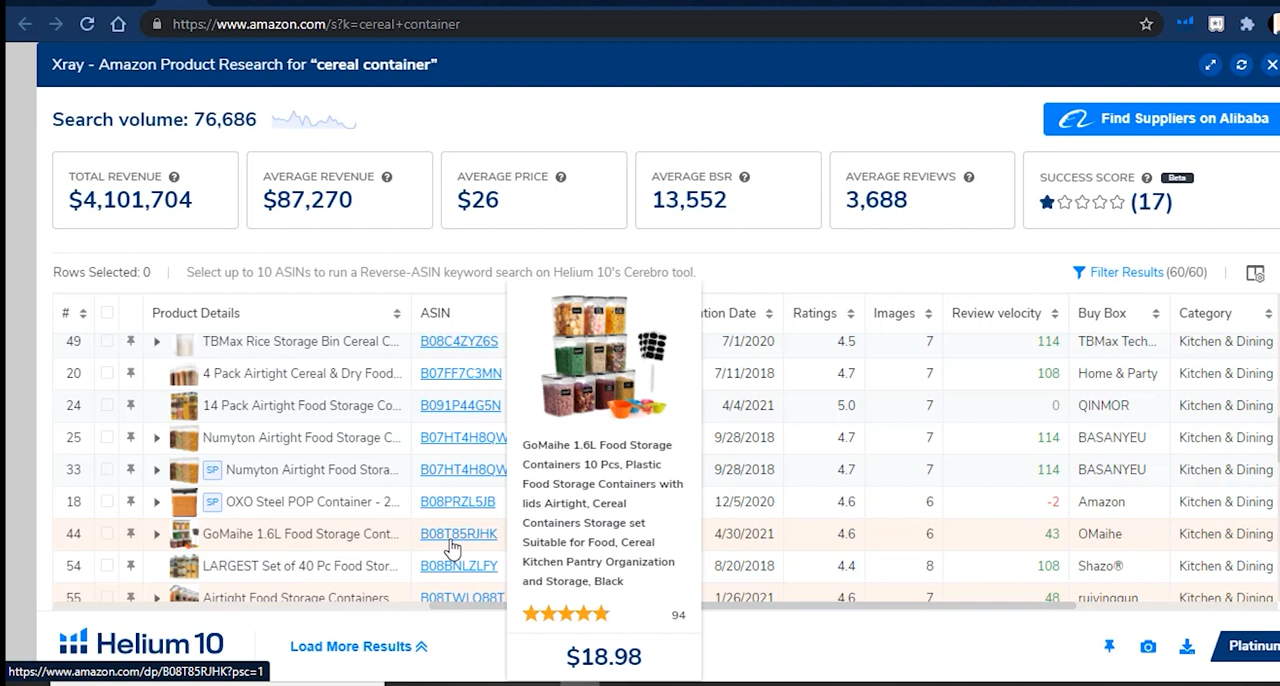 https://www.amazon.com/s?k=cereal+container
Xray - Amazon Product Research for “cereal container”
Search volume: 76,686
Find Suppliers on Alibaba
TOTAL REVENUE ?
$4,101,704
AVERAGE REVENUE ?
$87,270
AVERAGE PRICE ?
$26
AVERAGE BSR ?
13,552
AVERAGE REVIEWS ?
3,688
SUCCESS SCORE ? Beta
(17)
Rows Selected: 0 | Select up to 10 ASINs to run a Reverse-ASIN keyword search on Helium 10's Cerebro tool.
Filter Results (60/60)
# Product Details ASIN tion Date Ratings Images Review velocity Buy Box Category
49 TBMax Rice Storage Bin Cereal C... B08C4ZYZ6S 7/1/2020 4.5 7 114 TBMax Tech... Kitchen & Dining
20 4 Pack Airtight Cereal & Dry Food... B07FF7C3MN 7/11/2018 4.7 7 108 Home & Party Kitchen & Dining
24 14 Pack Airtight Food Storage Co... B091P44G5N 4/4/2021 5.0 7 0 QINMOR Kitchen & Dining
25 Numyton Airtight Food Storage C... B07HT4H8QW 9/28/2018 4.7 7 114 BASANYEU Kitchen & Dining
33 SP Numyton Airtight Food Stora... B07HT4H8QW 9/28/2018 4.7 7 114 BASANYEU Kitchen & Dining
18 SP OXO Steel POP Container - 2... B08PRZL5JB 12/5/2020 4.6 6 -2 Amazon Kitchen & Dining
44 GoMaihe 1.6L Food Storage Cont... B08T85RJHK 4/30/2021 4.6 6 43 OMaihe Kitchen & Dining
54 LARGEST Set of 40 Pc Food Stor... B08BNLZLFY 8/20/2018 4.4 8 108 Shazo® Kitchen & Dining
55 Airtight Food Storage Containers B08TWLQ88T 1/26/2021 4.6 7 48 ruiyingqun Kitchen & Dining
GoMaihe 1.6L Food Storage
Containers 10 Pcs, Plastic
Food Storage Containers with
lids Airtight, Cereal
Containers Storage set
Suitable for Food, Cereal
Kitchen Pantry Organization
and Storage, Black
94
$18.98
Helium 10
Load More Results
Platinum
https://www.amazon.com/dp/B08T85RJHK?psc=1